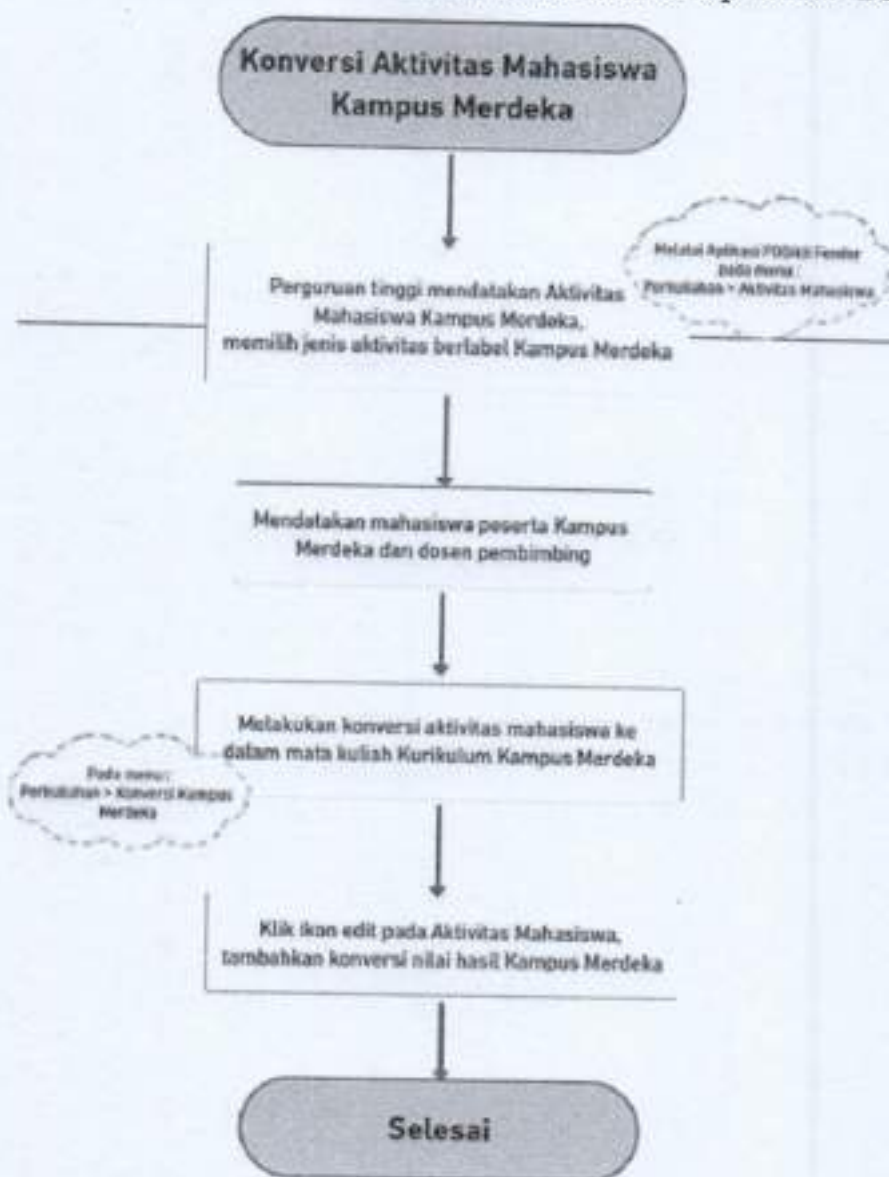 Konversi Aktivitas Mahasiswa
Kampus Merdeka
Melalui Aplikasi PDDikti Feeder
pada menu :
Perkuliahan > Aktivitas Mahasiswa
Perguruan tinggi mendatakan Aktivitas
Mahasiswa Kampus Merdeka,
memilih jenis aktivitas berlabel Kampus Merdeka
Mendatakan mahasiswa peserta Kampus
Merdeka dan dosen pembimbing
Melakukan konversi aktivitas mahasiswa ke
dalam mata kuliah Kurikulum Kampus Merdeka
Pada menu :
Perkuliahan > Konversi Kampus
Merdeka
Klik ikon edit pada Aktivitas Mahasiswa,
tambahkan konversi nilai hasil Kampus Merdeka
Selesai